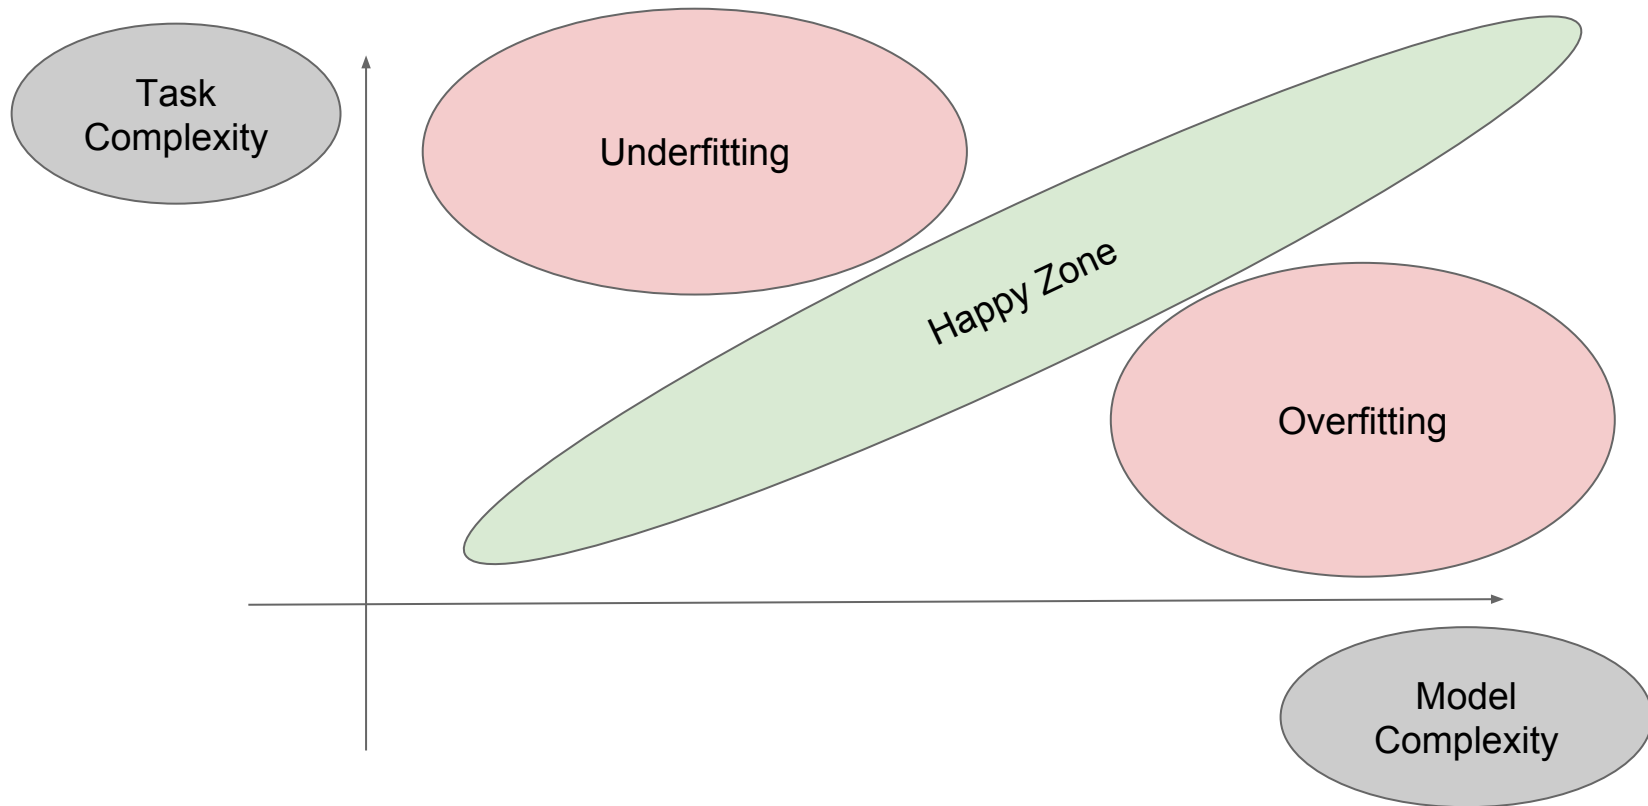 Task
Complexity
Underfitting
Happy Zone
Overfitting
Model
Complexity